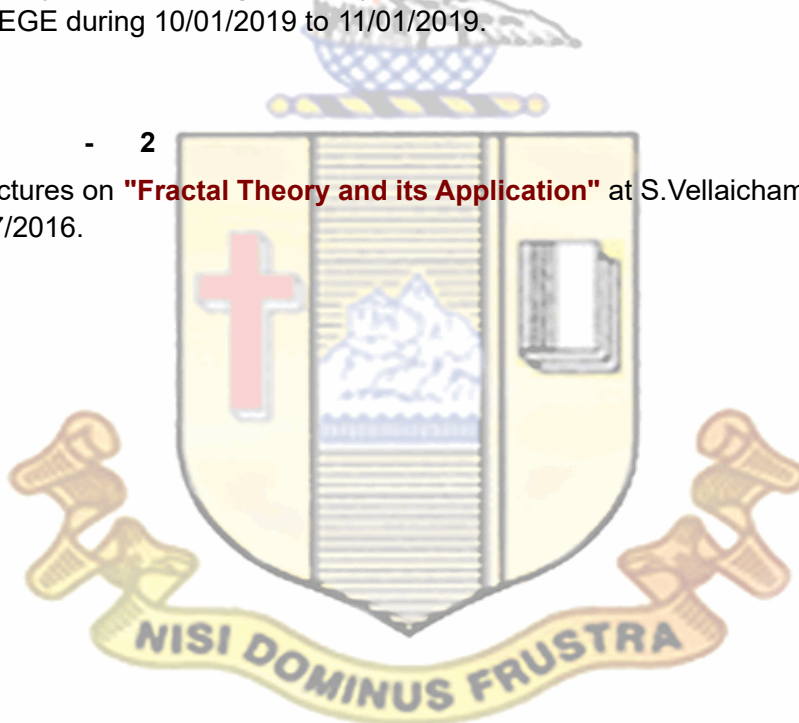 EGE during 10/01/2019 to 11/01/2019.
- 2
ctures on "Fractal Theory and its Application" at S.Vellaicham
7/2016.
NISI DOMINUS FRUSTRA